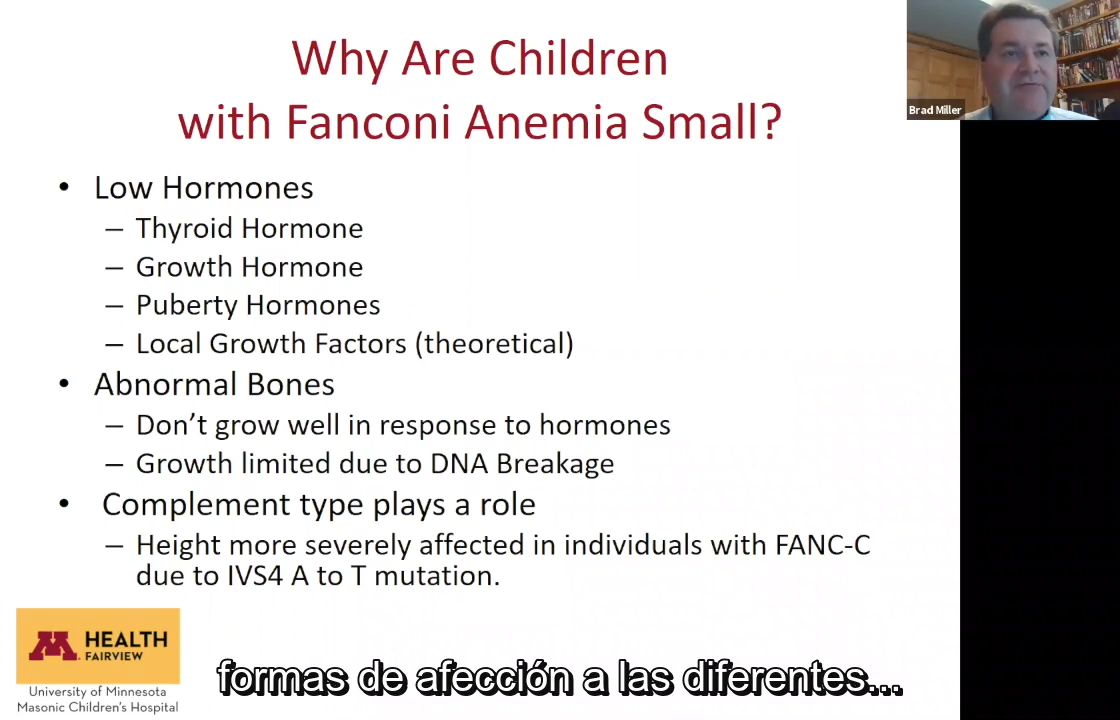 Why Are Children
with Fanconi Anemia Small?
Brad Miller
• Low Hormones
– Thyroid Hormone
– Growth Hormone
– Puberty Hormones
– Local Growth Factors (theoretical)
• Abnormal Bones
– Don’t grow well in response to hormones
– Growth limited due to DNA Breakage
• Complement type plays a role
– Height more severely affected in individuals with FANC-C
due to IVS4 A to T mutation.
M HEALTH
FAIRVIEW
University of Minnesota
Masonic Children’s Hospital
formas de afección a las diferentes...